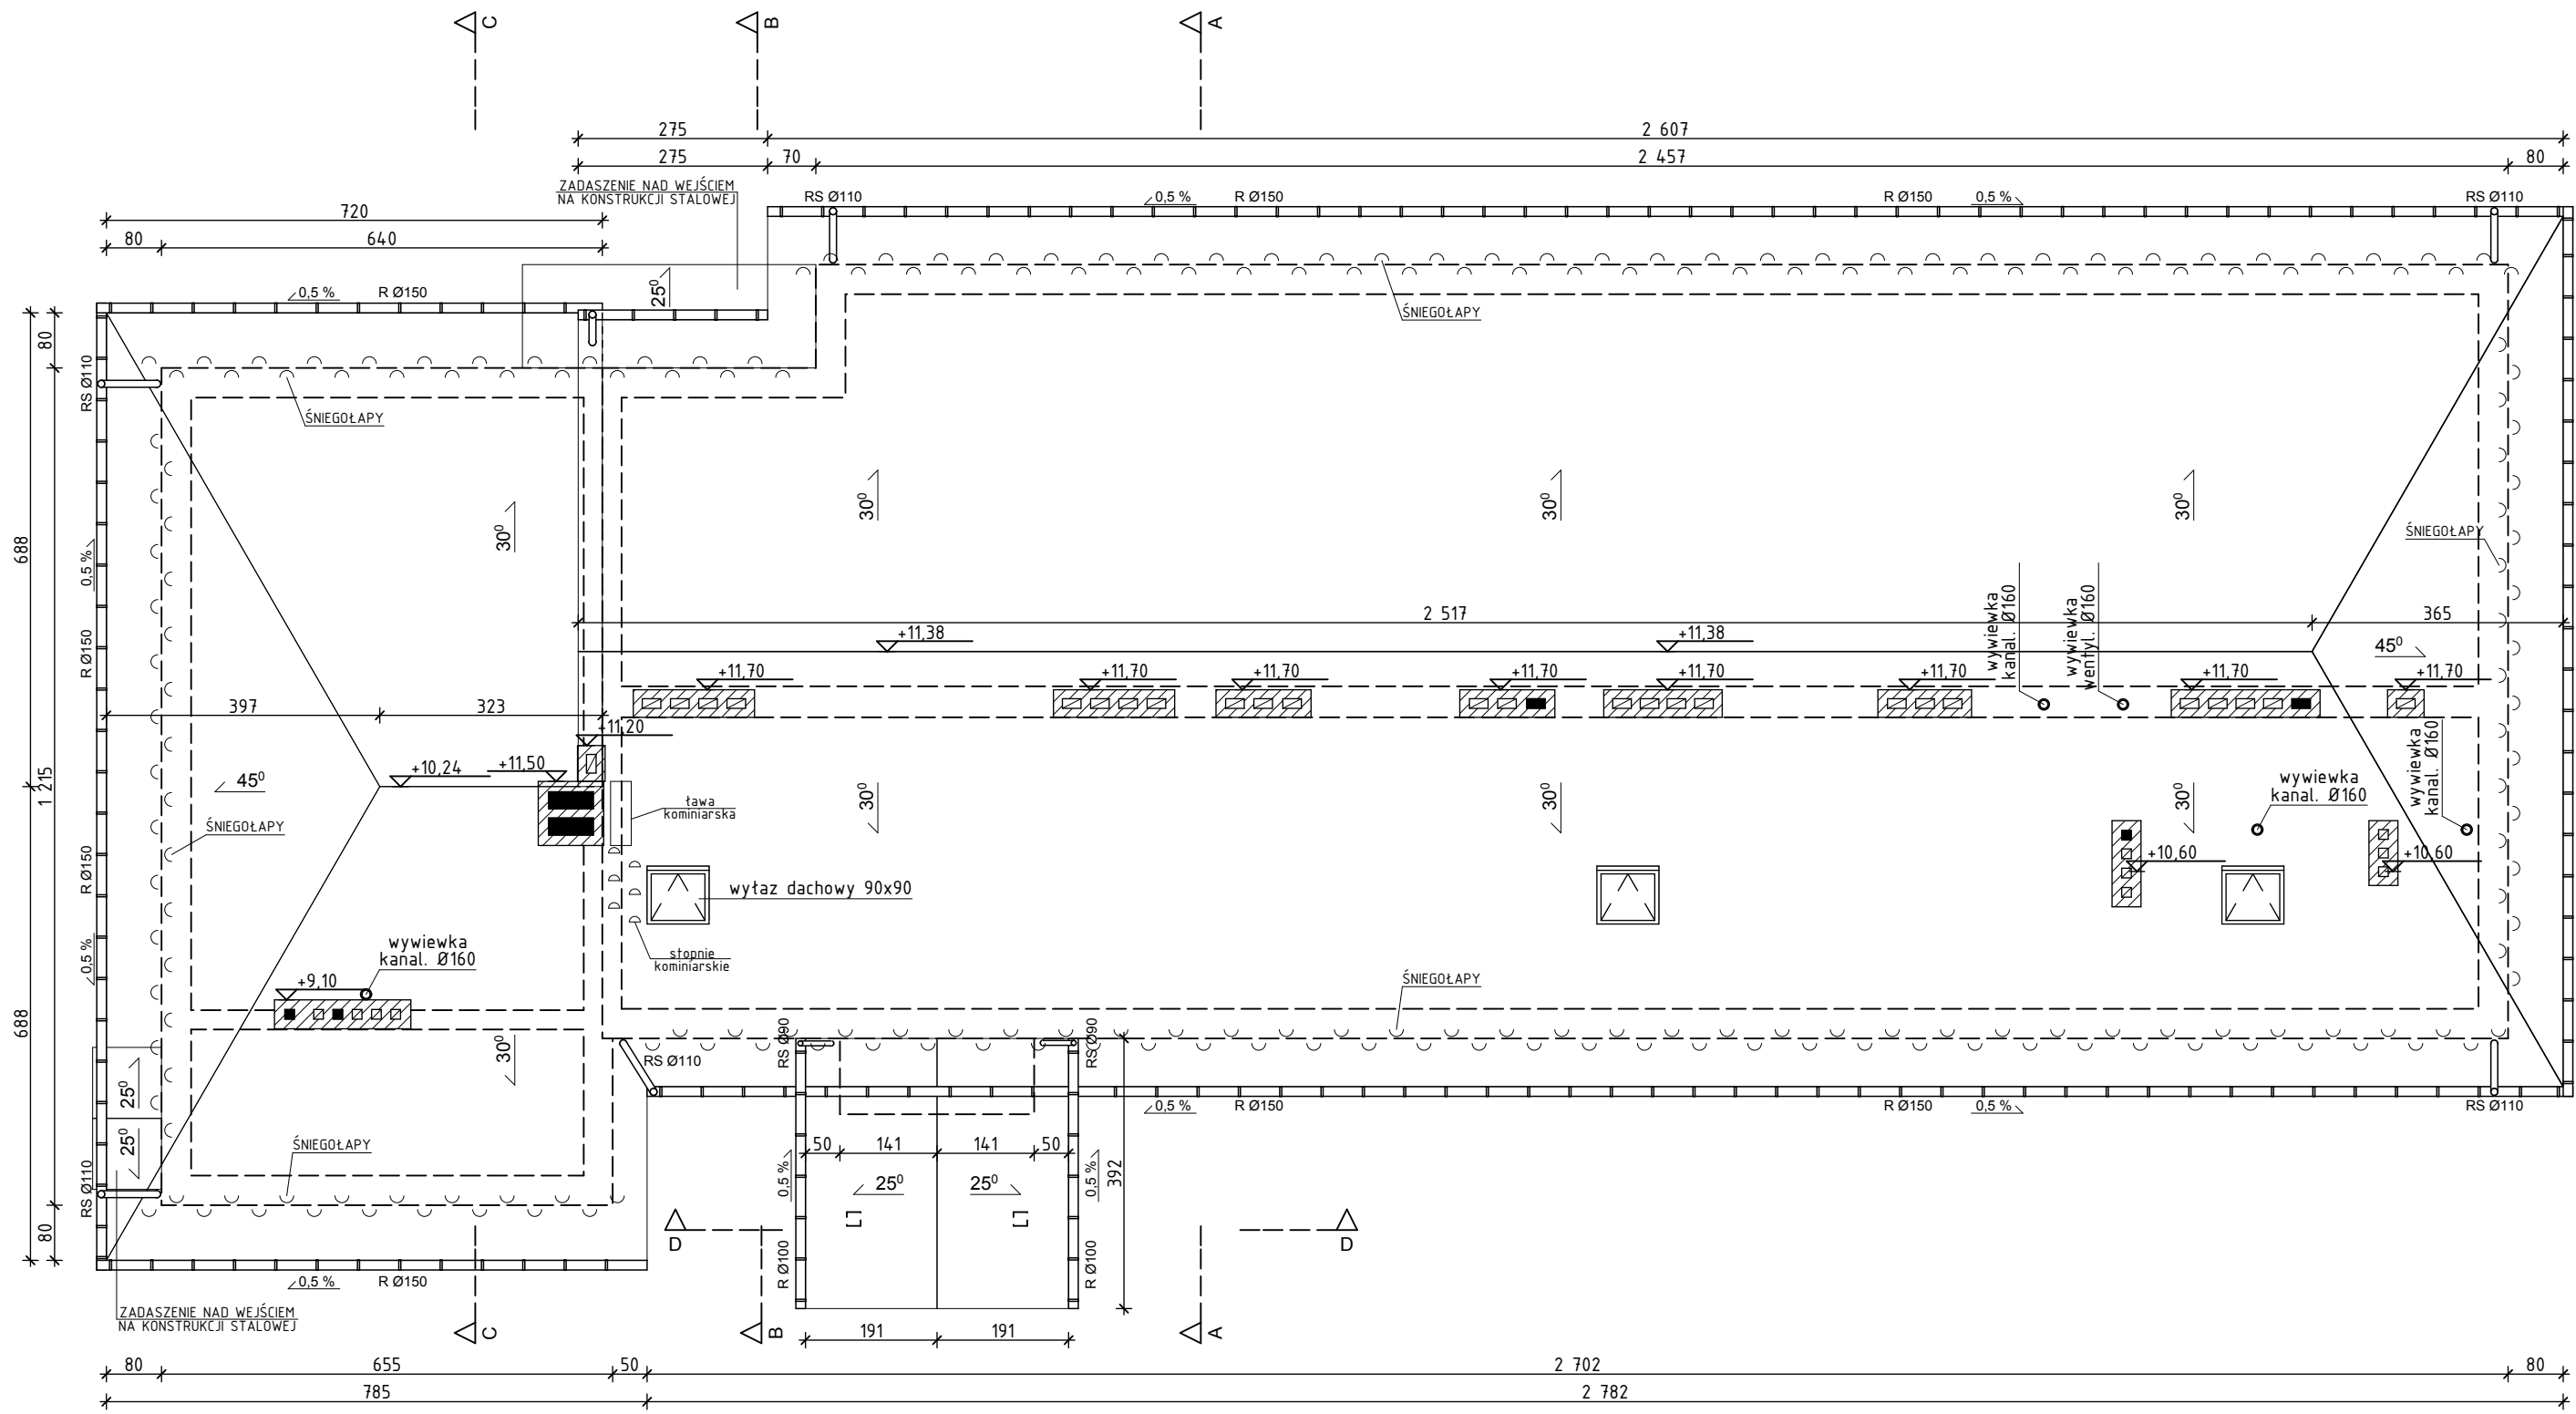 C
B
A
275
2 607
275
70
2 457
80
ZADASZENIE NAD WEJŚCIEM
NA KONSTRUKCJI STALOWEJ
RS Ø110
0,5 %
R Ø150
R Ø150
0,5 %
RS Ø110
720
80
640
0,5 %
R Ø150
25⁰
ŚNIEGOŁAPY
80
RS Ø110
ŚNIEGOŁAPY
688
0,5 %
30⁰
30⁰
30⁰
30⁰
ŚNIEGOŁAPY
wywiewka
kanal. Ø160
wywiewka
wentyl. Ø160
2 517
365
R Ø150
+11,38
+11,38
45⁰
+11,70
+11,70
+11,70
+11,70
+11,70
+11,70
+11,70
+11,70
397
323
+11,20
+10,24
+11,50
45⁰
1 215
ława
kominiarska
30⁰
30⁰
30⁰
wywiewka
kanal. Ø160
wywiewka
kanal. Ø160
ŚNIEGOŁAPY
R Ø150
+10,60
+10,60
wyłaz dachowy 90x90
0,5 %
wywiewka
kanal. Ø160
stopnie
kominiarskie
+9,10
ŚNIEGOŁAPY
688
30⁰
RS Ø110
RS Ø90
RS Ø90
25⁰
25⁰
0,5 %
R Ø150
R Ø150
0,5 %
RS Ø110
ŚNIEGOŁAPY
50
141
141
50
RS Ø110
0,5 %
25⁰
25⁰
0,5 %
392
80
D
D
R Ø100
R Ø100
0,5 %
R Ø150
ZADASZENIE NAD WEJŚCIEM
NA KONSTRUKCJI STALOWEJ
C
B
191
191
A
80
655
50
2 702
80
785
2 782